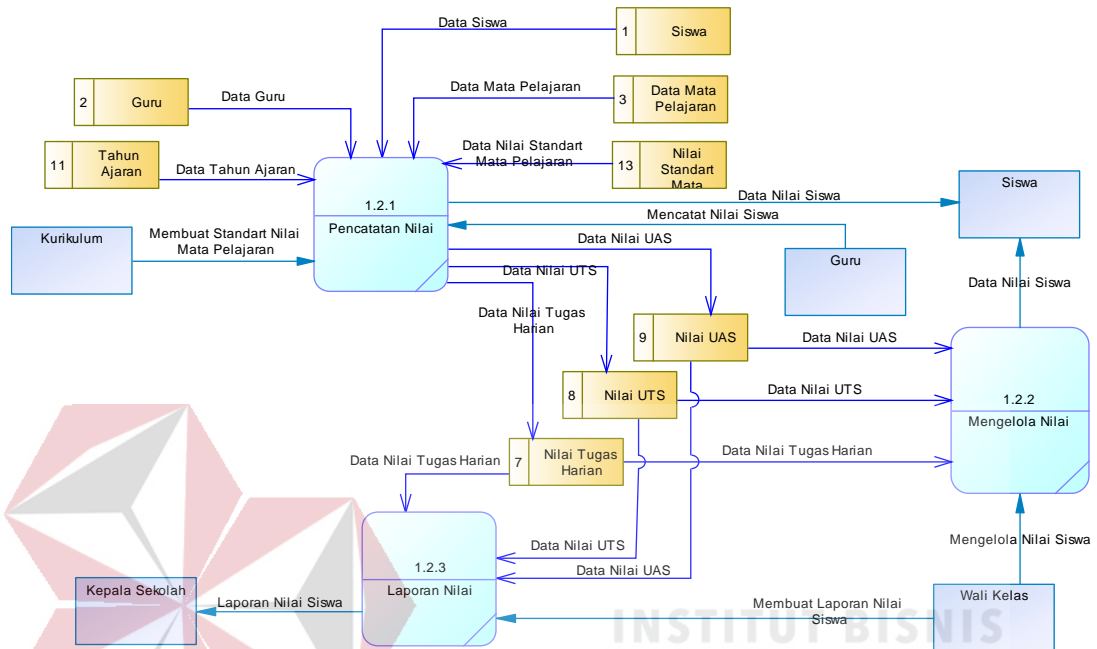 Data Siswa
1
Siswa
2
Guru
Data Guru
Data Mata Pelajaran
3
Data Mata
Pelajaran
11
Tahun
Ajaran
Data Tahun Ajaran
Data Nilai Standart
Mata Pelajaran
13
Nilai
Standart
Mata
1.2.1
Pencatatan Nilai
Data Nilai Siswa
Siswa
Mencatat Nilai Siswa
Kurikulum
Membuat Standart Nilai
Mata Pelajaran
Data Nilai UAS
Guru
Data Nilai UTS
Data Nilai Siswa
Data Nilai Tugas
Harian
9
Nilai UAS
Data Nilai UAS
8
Nilai UTS
Data Nilai UTS
1.2.2
Mengelola Nilai
7
Nilai Tugas
Harian
Data Nilai Tugas Harian
Data Nilai Tugas Harian
Mengelola Nilai Siswa
Data Nilai UTS
Data Nilai UAS
1.2.3
Laporan Nilai
Kepala Sekolah
Laporan Nilai Siswa
Membuat Laporan Nilai
Siswa
Wali Kelas
INSTITUT BISNIS